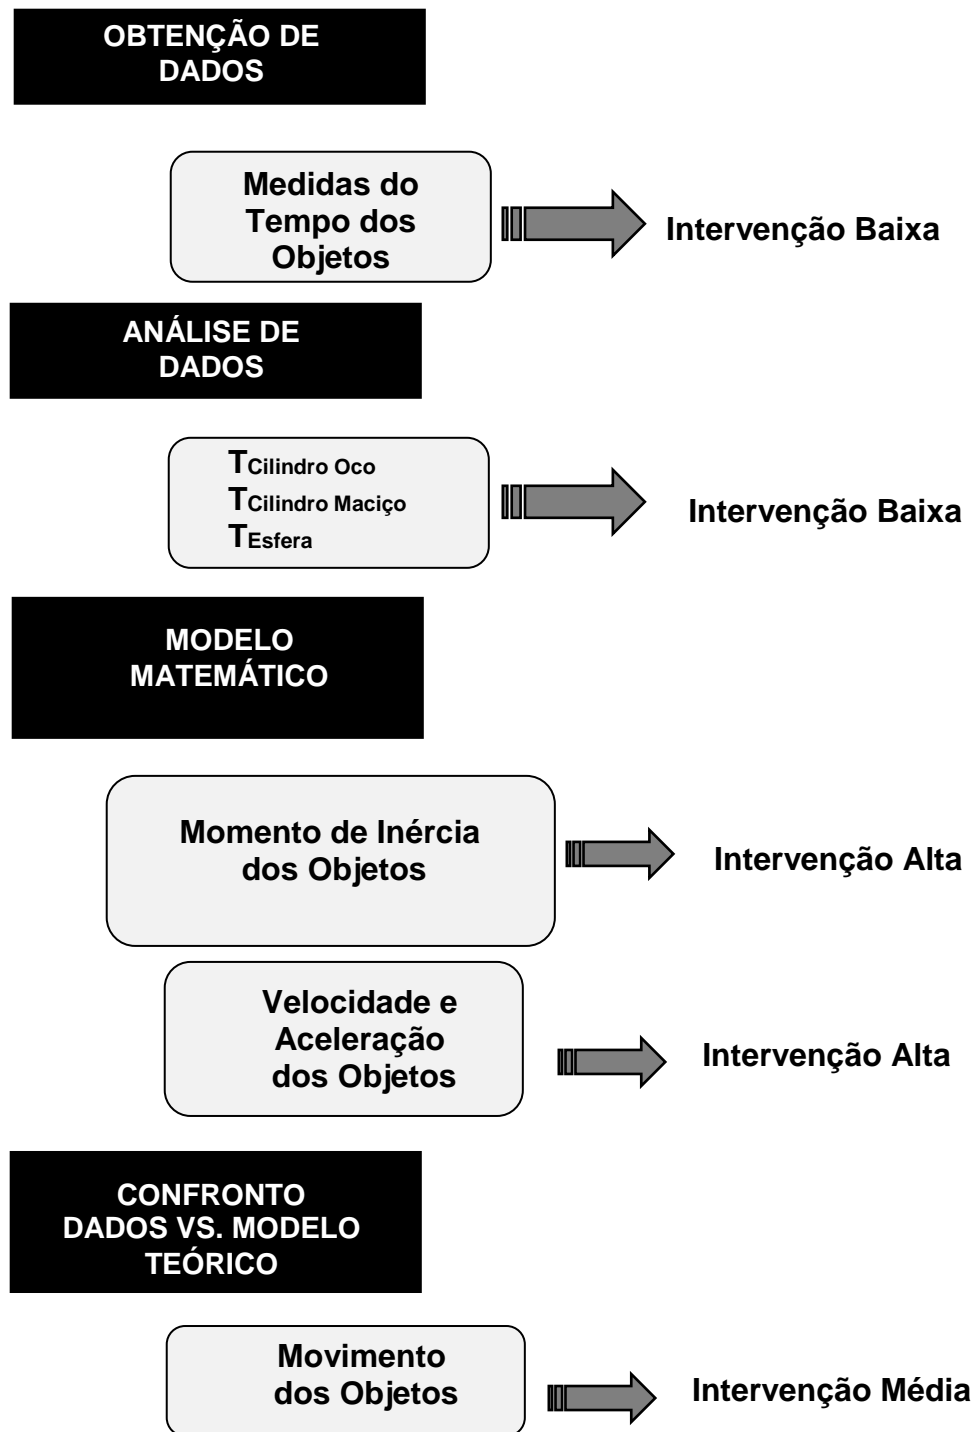 OBTENÇÃO DE
DADOS
Medidas do
Tempo dos
Objetos
Intervenção Baixa
ANÁLISE DE
DADOS
TCilindro Oco
TCilindro Maciço
TEsfera
Intervenção Baixa
MODELO
MATEMÁTICO
Momento de Inércia
dos Objetos
Intervenção Alta
Velocidade e
Aceleração
dos Objetos
Intervenção Alta
CONFRONTO
DADOS VS. MODELO
TEÓRICO
Movimento
dos Objetos
Intervenção Média